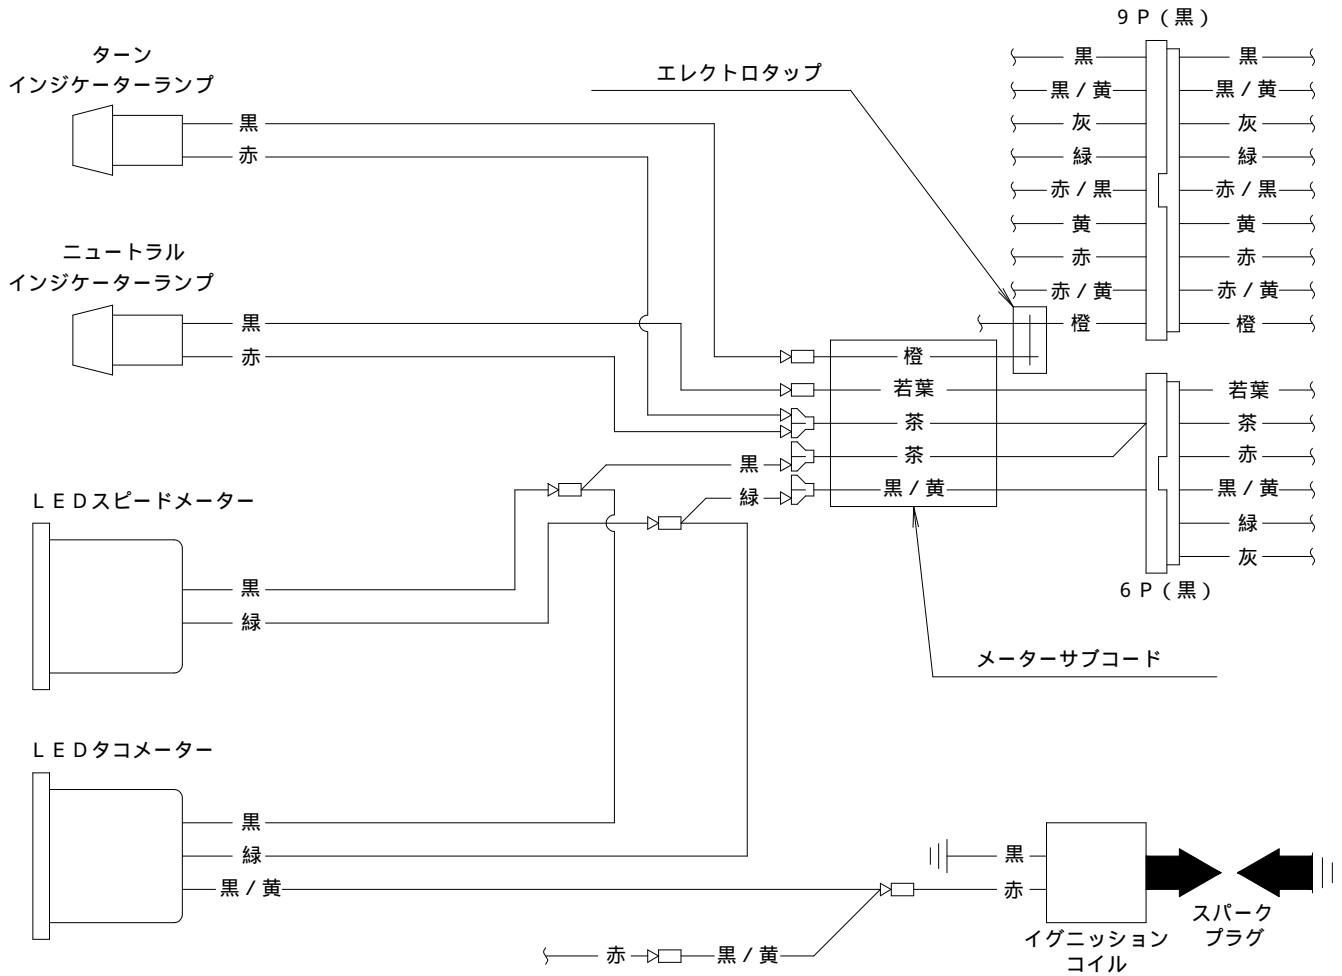 ９Ｐ（黒）
ターン
インジケーターランプ
黒
赤
エレクトロタップ
黒 黒
黒／黄 黒／黄
灰 灰
緑 緑
赤／黒 赤／黒
黄 黄
赤 赤
赤／黄 赤／黄
橙 橙
ニュートラル
インジケーターランプ
黒
赤
橙
若葉
茶
茶
黒／黄
若葉
茶
赤
黒／黄
緑
灰
６Ｐ（黒）
黒
緑
ＬＥＤスピードメーター
黒
緑
メーターサブコード
ＬＥＤタコメーター
黒
緑
黒／黄
赤
黒／黄
黒
赤
イグニッション
コイル
スパーク
プラグ